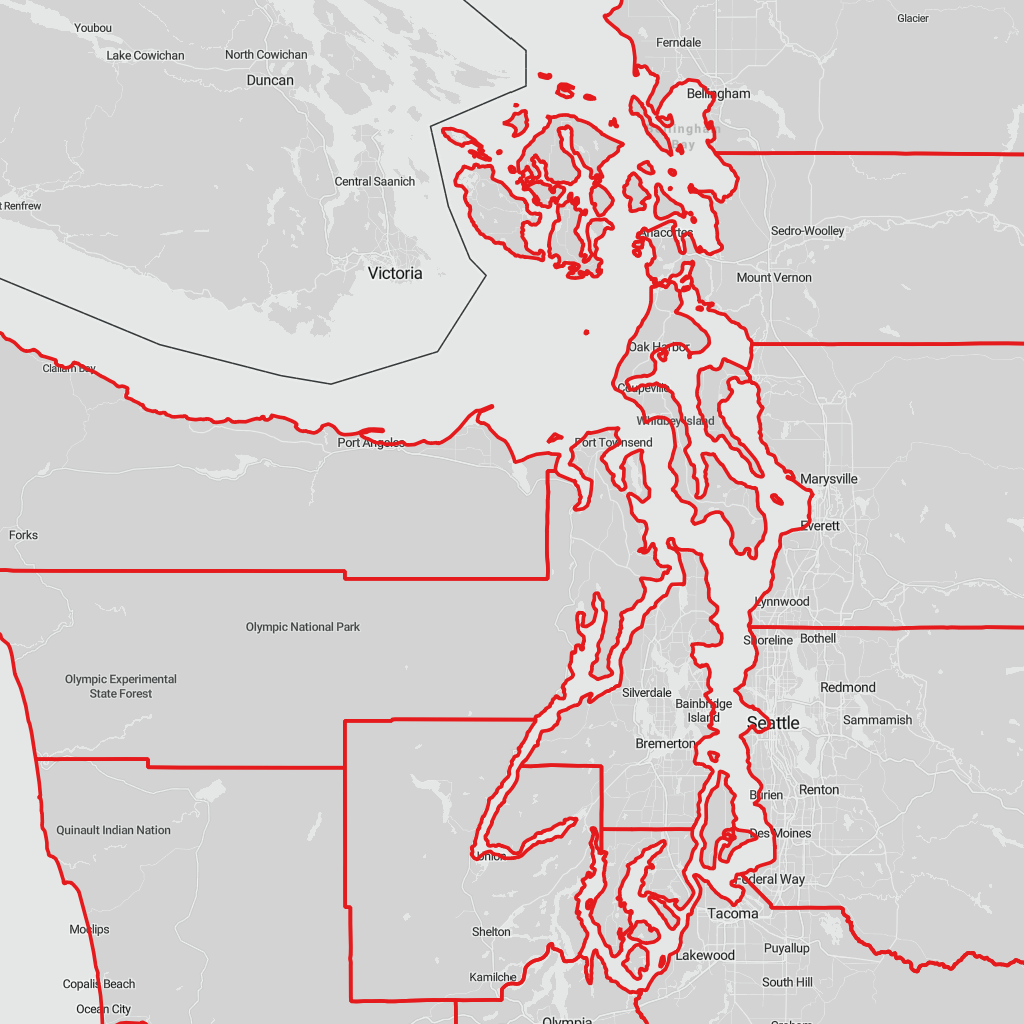 Glacier
Youbou
Ferndale
Lake Cowichan
North Cowichan
Duncan
Bellingham
Bellingham
Bay
Central Saanich
t Renfrew
Anacortes
Sedro-Woolley
Victoria
Mount Vernon
Oak Harbor
Clallam Bay
Coupeville
Whidbey Island
Port Angeles
Port Townsend
Marysville
Everett
Forks
Lynnwood
Olympic National Park
Shoreline
Bothell
Olympic Experimental
State Forest
Silverdale
Redmond
Bainbridge
Island
Seattle
Sammamish
Bremerton
Renton
Burien
Quinault Indian Nation
Des Moines
Union
Federal Way
Tacoma
Moclips
Shelton
Puyallup
Lakewood
Kamilche
South Hill
Copalis Beach
Ocean City
Olympia
Graham